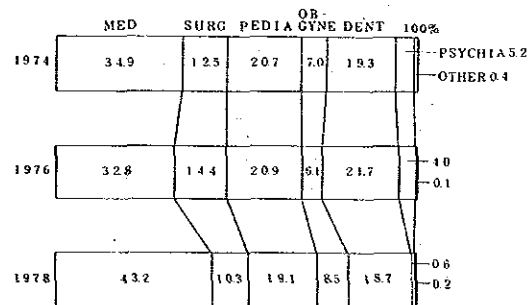 OB-
MED SURG PEDIA GYNE DENT 100%
1974 34.9 12.5 20.7 7.0 19.3 PSYCHIA 5.2
OTHER 0.4
1976 32.8 14.4 20.9 6.1 21.7 4.0
0.1
1978 43.2 10.3 19.1 8.5 18.7 0.6
0.2